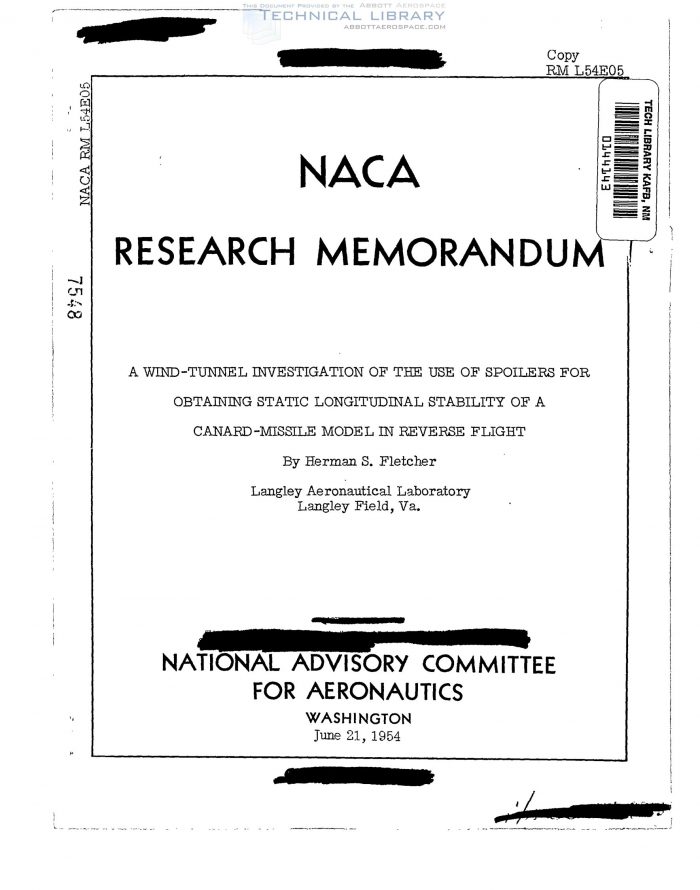 This Document Provided by the Abbott Aerospace
Technical Library
abbottaerospace.com
Copy
RM L54E05
NACA RM L54E05
TECH LIBRARY KAFB, NM
0144143
NACA
RESEARCH MEMORANDUM
7548
A WIND-TUNNEL INVESTIGATION OF THE USE OF SPOILERS FOR
OBTAINING STATIC LONGITUDINAL STABILITY OF A
CANARD-MISSILE MODEL IN REVERSE FLIGHT
By Herman S. Fletcher
Langley Aeronautical Laboratory
Langley Field, Va.
NATIONAL ADVISORY COMMITTEE
FOR AERONAUTICS
WASHINGTON
June 21, 1954